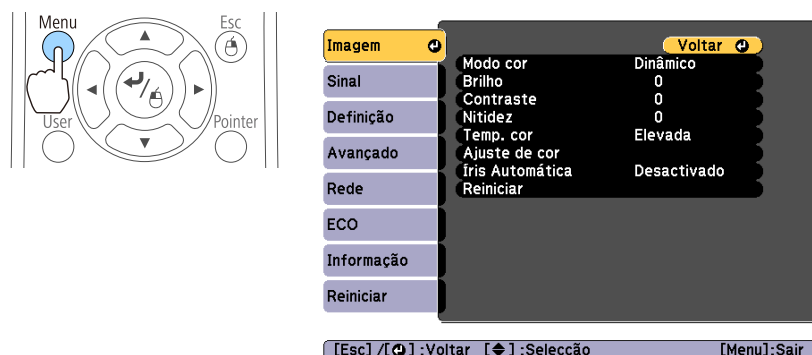 Menu
Esc
User
Pointer
Imagem
Sinal
Definição
Avançado
Rede
ECO
Informação
Reiniciar
Voltar
Modo cor Dinâmico
Brilho 0
Contraste 0
Nitidez 0
Temp. cor Elevada
Ajuste de cor
Íris Automática Desactivado
Reiniciar
[Esc] /[ ] :Voltar [ ] :Selecção [Menu]:Sair